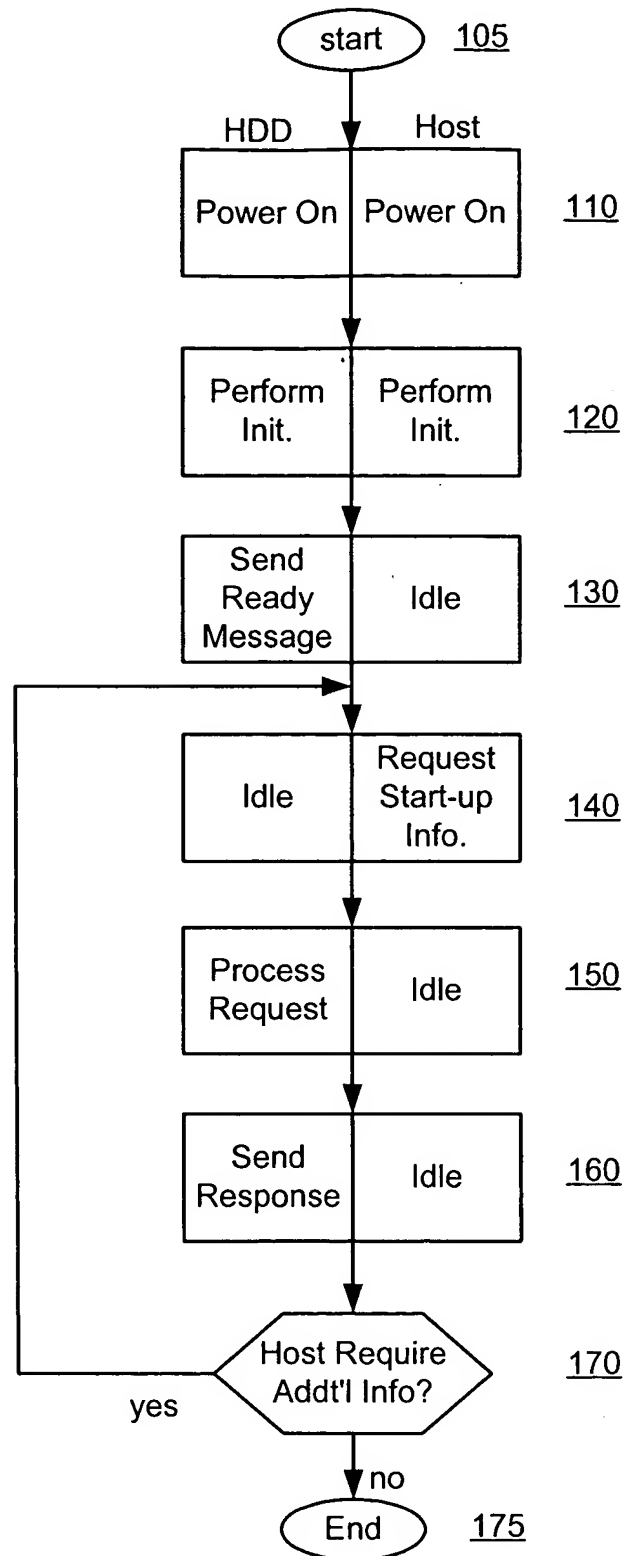 start 105
HDD Host
Power On Power On 110
Perform Perform
Init. Init. 120
Send
Ready Idle 130
Message
Request
Idle Start-up 140
Info.
Process
Request Idle 150
Send
Response Idle 160
Host Require
Addt'l Info? 170
yes
no
End 175